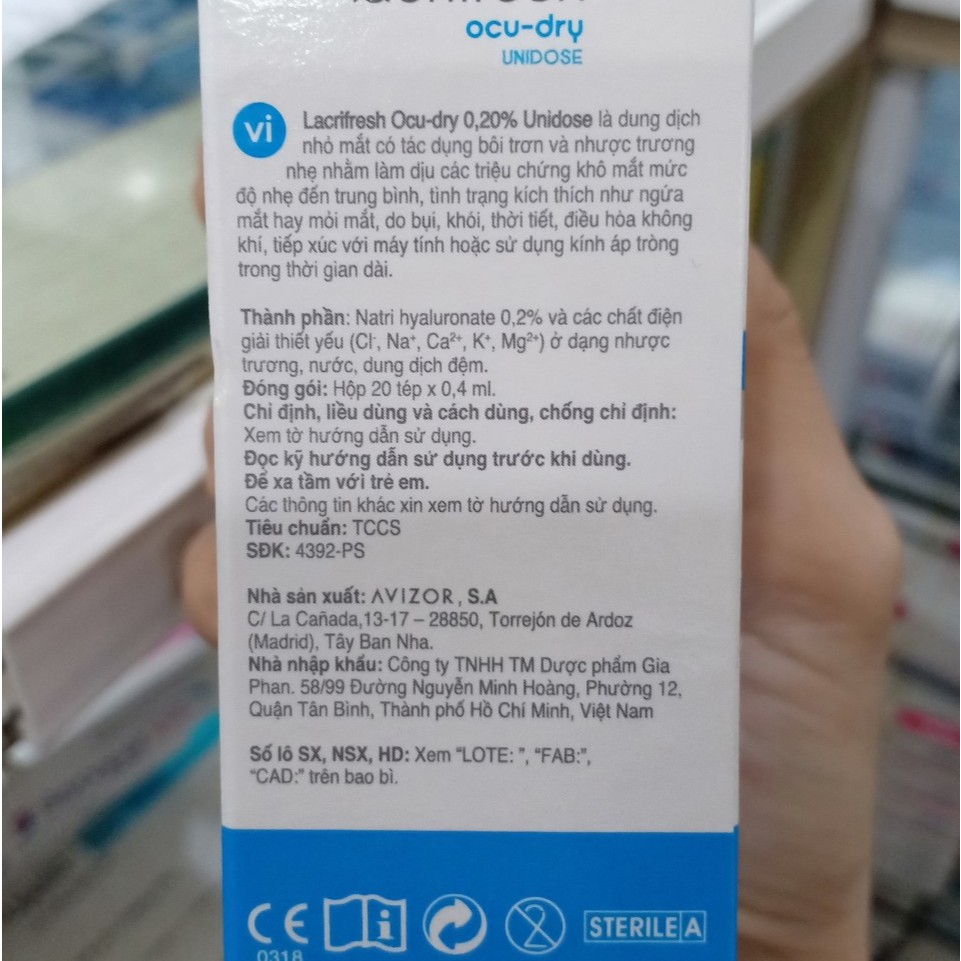 ocu-dry
UNIDOSE
vi
Lacrifresh Ocu-dry 0,20% Unidose là dung dịch
nhỏ mắt có tác dụng bôi trơn và nhược trương
nhẹ nhằm làm dịu các triệu chứng khô mắt mức
độ nhẹ đến trung bình, tình trạng kích thích như ngứa
mắt hay mỏi mắt, do bụi, khói, thời tiết, điều hòa không
khí, tiếp xúc với máy tính hoặc sử dụng kính áp tròng
trong thời gian dài.
Thành phần: Natri hyaluronate 0,2% và các chất điện
giải thiết yếu (Cl⁻, Na⁺, Ca²⁺, K⁺, Mg²⁺) ở dạng nhược
trương, nước, dung dịch đệm.
Đóng gói: Hộp 20 tép x 0,4 ml.
Chỉ định, liều dùng và cách dùng, chống chỉ định:
Xem tờ hướng dẫn sử dụng.
Đọc kỹ hướng dẫn sử dụng trước khi dùng.
Để xa tầm với trẻ em.
Các thông tin khác xin xem tờ hướng dẫn sử dụng.
Tiêu chuẩn: TCCS
SĐK: 4392-PS
Nhà sản xuất: AVIZOR, S.A
C/ La Cañada,13-17 – 28850, Torrejón de Ardoz
(Madrid), Tây Ban Nha.
Nhà nhập khẩu: Công ty TNHH TM Dược phẩm Gia
Phan. 58/99 Đường Nguyễn Minh Hoàng, Phường 12,
Quận Tân Bình, Thành phố Hồ Chí Minh, Việt Nam
Số lô SX, NSX, HD: Xem “LOTE: ”, “FAB:”,
“CAD:” trên bao bì.
CE
0318
2
STERILE A